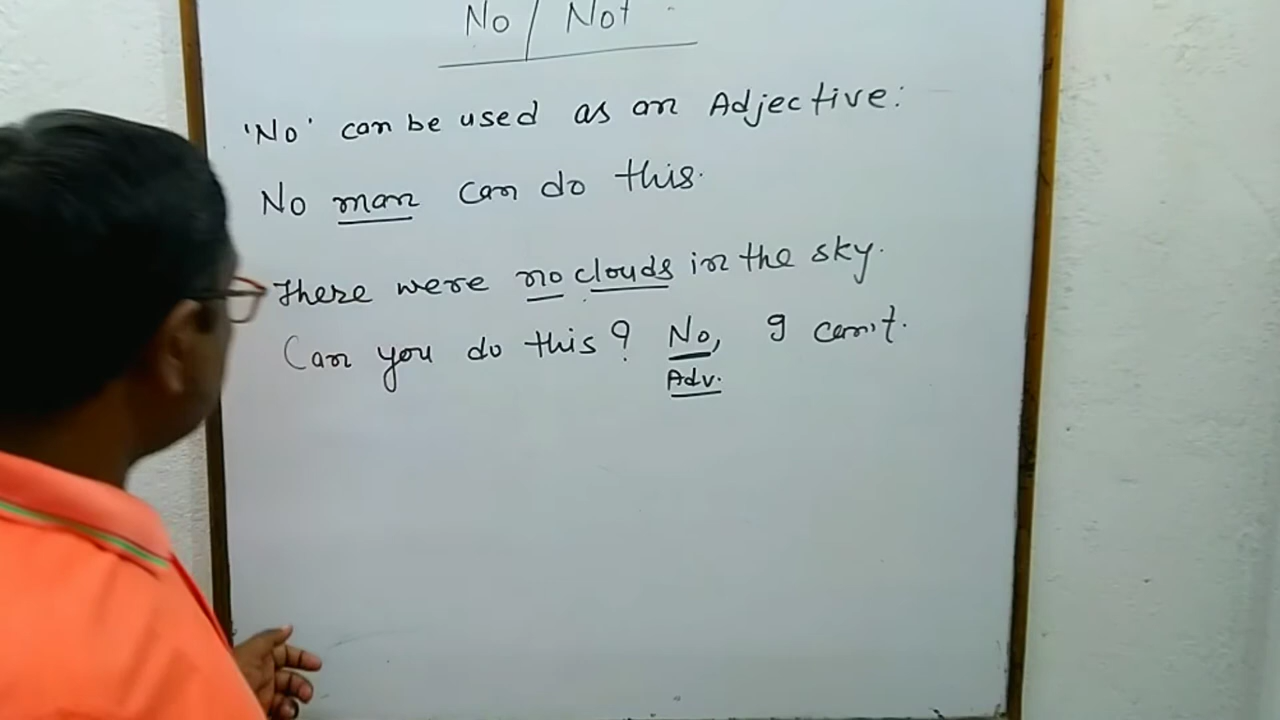 No / Not
'No' can be used as an Adjective:
No man can do this.
There were no clouds in the sky.
Can you do this? No, I can't.
Adv.